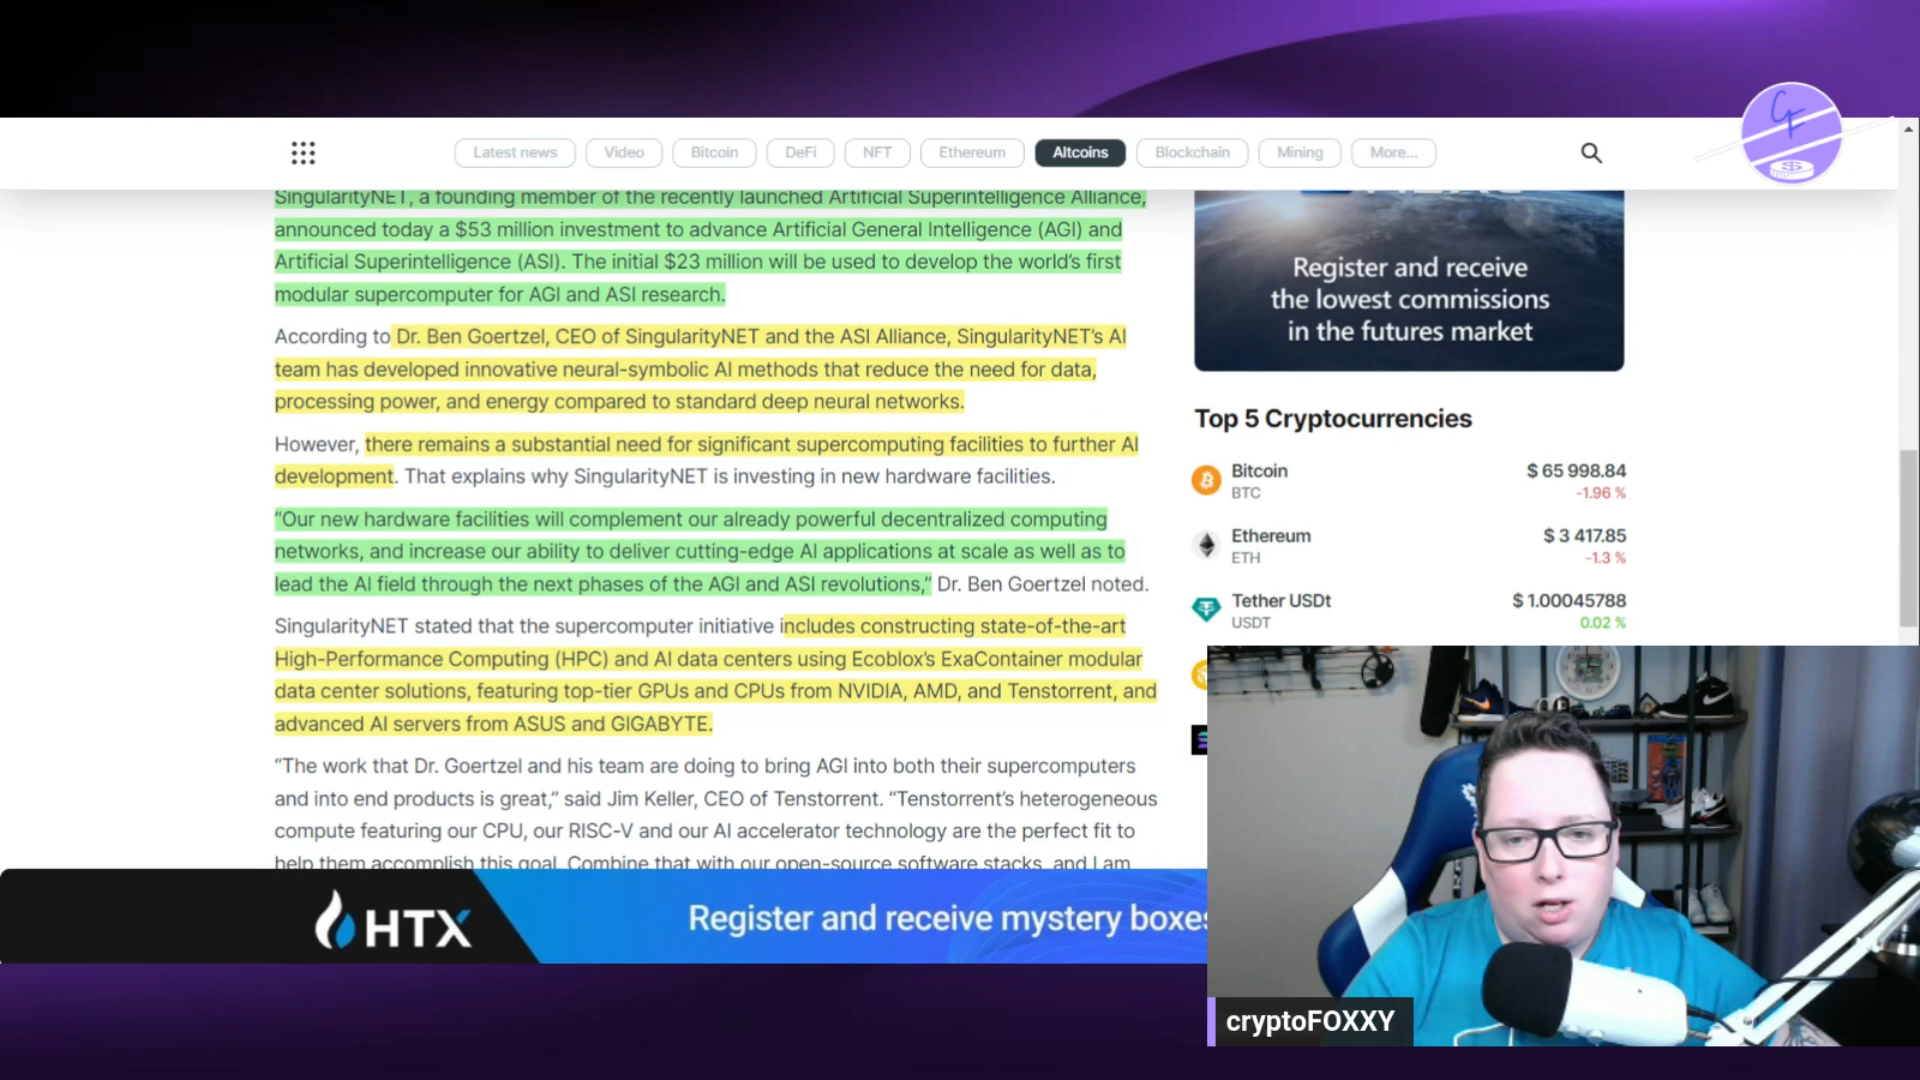 Latest news Video Bitcoin DeFi NFT Ethereum Altcoins Blockchain Mining More...
SingularityNET, a founding member of the recently launched Artificial Superintelligence Alliance,
announced today a $53 million investment to advance Artificial General Intelligence (AGI) and
Artificial Superintelligence (ASI). The initial $23 million will be used to develop the world's first
modular supercomputer for AGI and ASI research.
According to Dr. Ben Goertzel, CEO of SingularityNET and the ASI Alliance, SingularityNET's AI
team has developed innovative neural-symbolic AI methods that reduce the need for data,
processing power, and energy compared to standard deep neural networks.
However, there remains a substantial need for significant supercomputing facilities to further AI
development. That explains why SingularityNET is investing in new hardware facilities.
“Our new hardware facilities will complement our already powerful decentralized computing
networks, and increase our ability to deliver cutting-edge AI applications at scale as well as to
lead the AI field through the next phases of the AGI and ASI revolutions,” Dr. Ben Goertzel noted.
SingularityNET stated that the supercomputer initiative includes constructing state-of-the-art
High-Performance Computing (HPC) and AI data centers using Ecoblox's ExaContainer modular
data center solutions, featuring top-tier GPUs and CPUs from NVIDIA, AMD, and Tenstorrent, and
advanced AI servers from ASUS and GIGABYTE.
“The work that Dr. Goertzel and his team are doing to bring AGI into both their supercomputers
and into end products is great,” said Jim Keller, CEO of Tenstorrent. “Tenstorrent's heterogeneous
compute featuring our CPU, our RISC-V and our AI accelerator technology are the perfect fit to
help them accomplish this goal. Combine that with our open-source software stacks, and I am
Register and receive
the lowest commissions
in the futures market
Top 5 Cryptocurrencies
Bitcoin $ 65 998.84
BTC -1.96 %
Ethereum $ 3 417.85
ETH -1.3 %
Tether USDt $ 1.00045788
USDT 0.02 %
HTX Register and receive mystery boxes
cryptoFOXXY